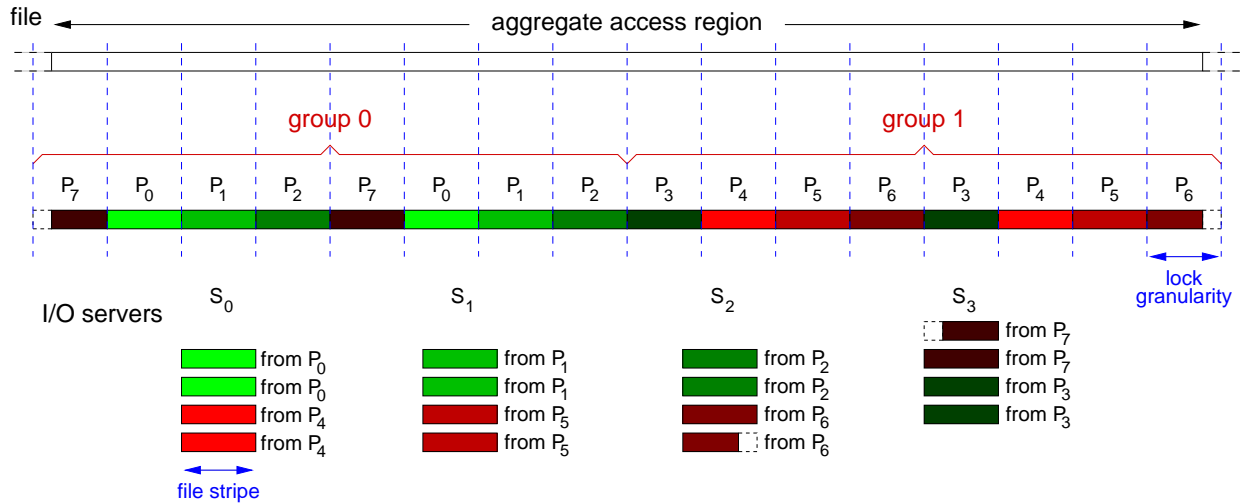 file
aggregate access region
group 0
group 1
P7 P0 P1 P2 P7 P0 P1 P2 P3 P4 P5 P6 P3 P4 P5 P6
lock
granularity
I/O servers
S0 S1 S2 S3
from P7
from P0 from P1 from P2 from P7
from P0 from P1 from P2 from P3
from P4 from P5 from P6 from P3
from P4 from P5 from P6
file stripe